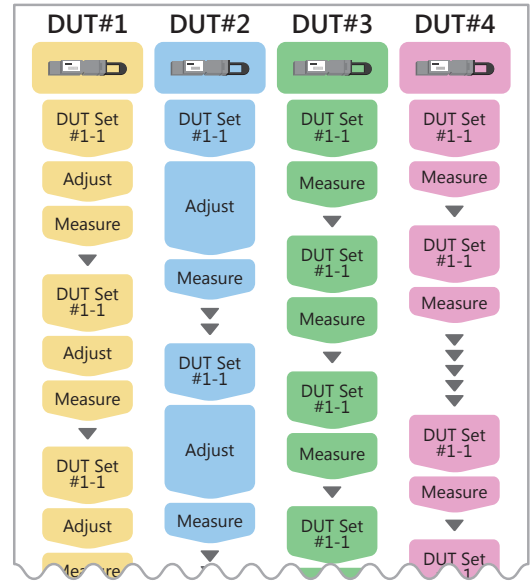 DUT#1
DUT Set
#1-1
Adjust
Measure
DUT Set
#1-1
Adjust
Measure
DUT Set
#1-1
Adjust
Measure
DUT#2
DUT Set
#1-1
Adjust
Measure
DUT Set
#1-1
Adjust
Measure
DUT#3
DUT Set
#1-1
Measure
DUT Set
#1-1
Measure
DUT Set
#1-1
Measure
DUT Set
#1-1
DUT#4
DUT Set
#1-1
Measure
DUT Set
#1-1
Measure
DUT Set
#1-1
Measure
DUT Set